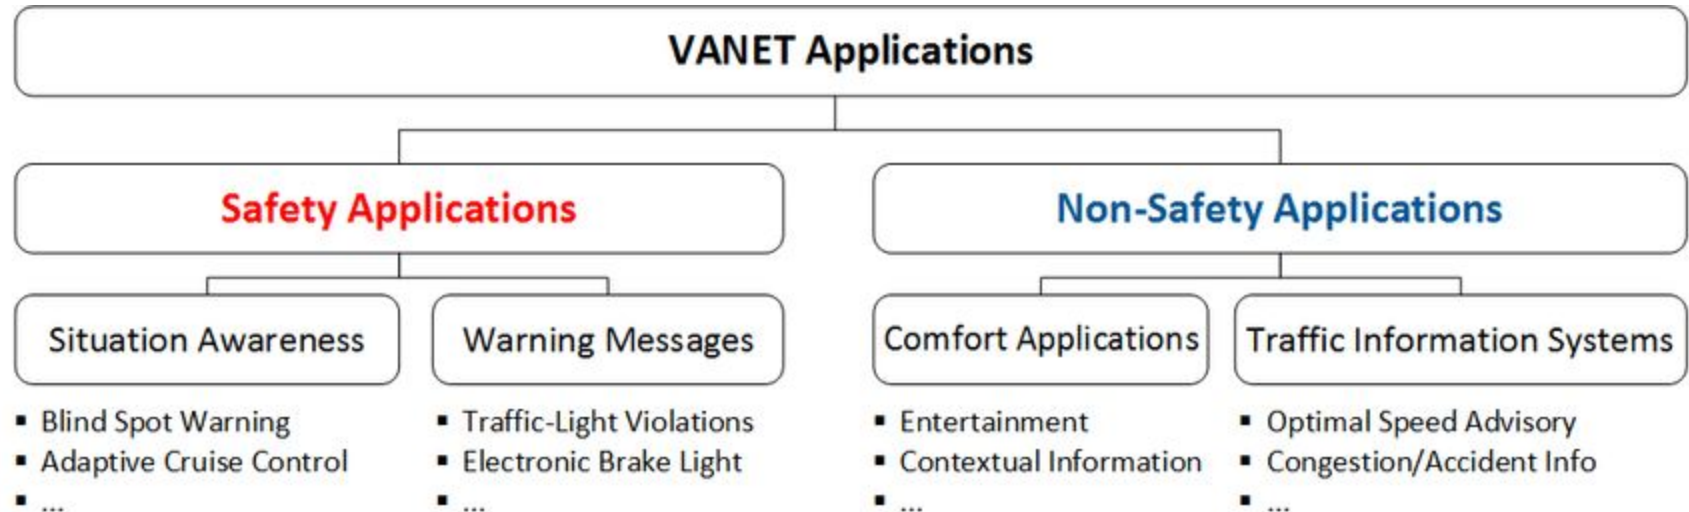 VANET Applications
Safety Applications
Non-Safety Applications
Situation Awareness
Warning Messages
Comfort Applications
Traffic Information Systems
▪ Blind Spot Warning
▪ Adaptive Cruise Control
▪ ...
▪ Traffic-Light Violations
▪ Electronic Brake Light
▪ ...
▪ Entertainment
▪ Contextual Information
▪ ...
▪ Optimal Speed Advisory
▪ Congestion/Accident Info
▪ ...